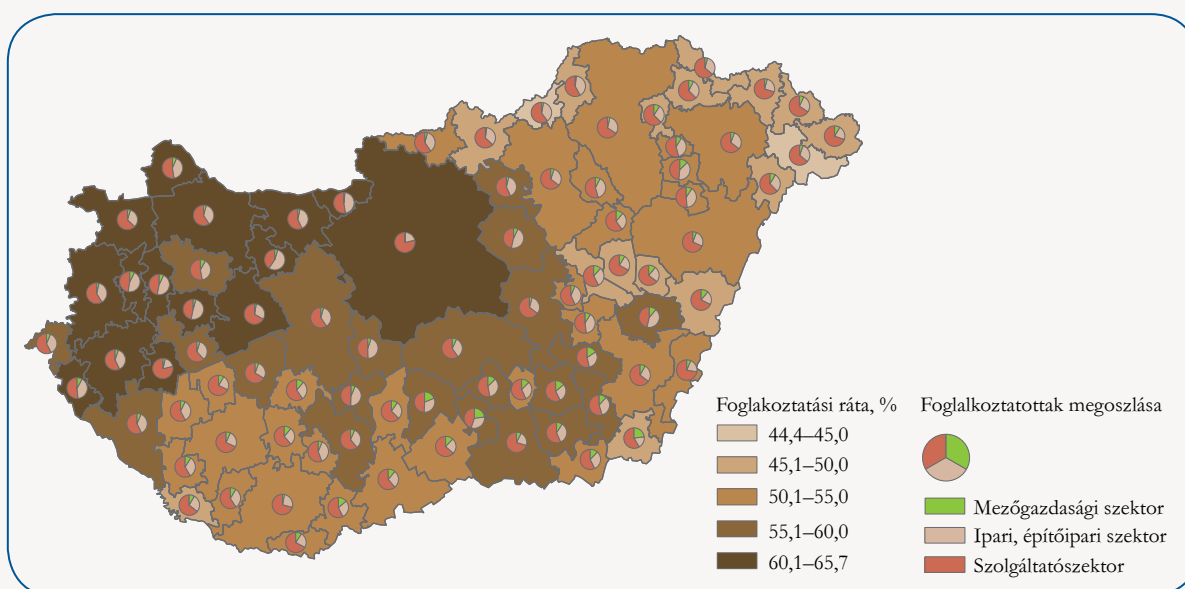 Foglakoztatási ráta, %
44,4–45,0
45,1–50,0
50,1–55,0
55,1–60,0
60,1–65,7
Foglalkoztatottak megoszlása
Mezőgazdasági szektor
Ipari, építőipari szektor
Szolgáltatószektor